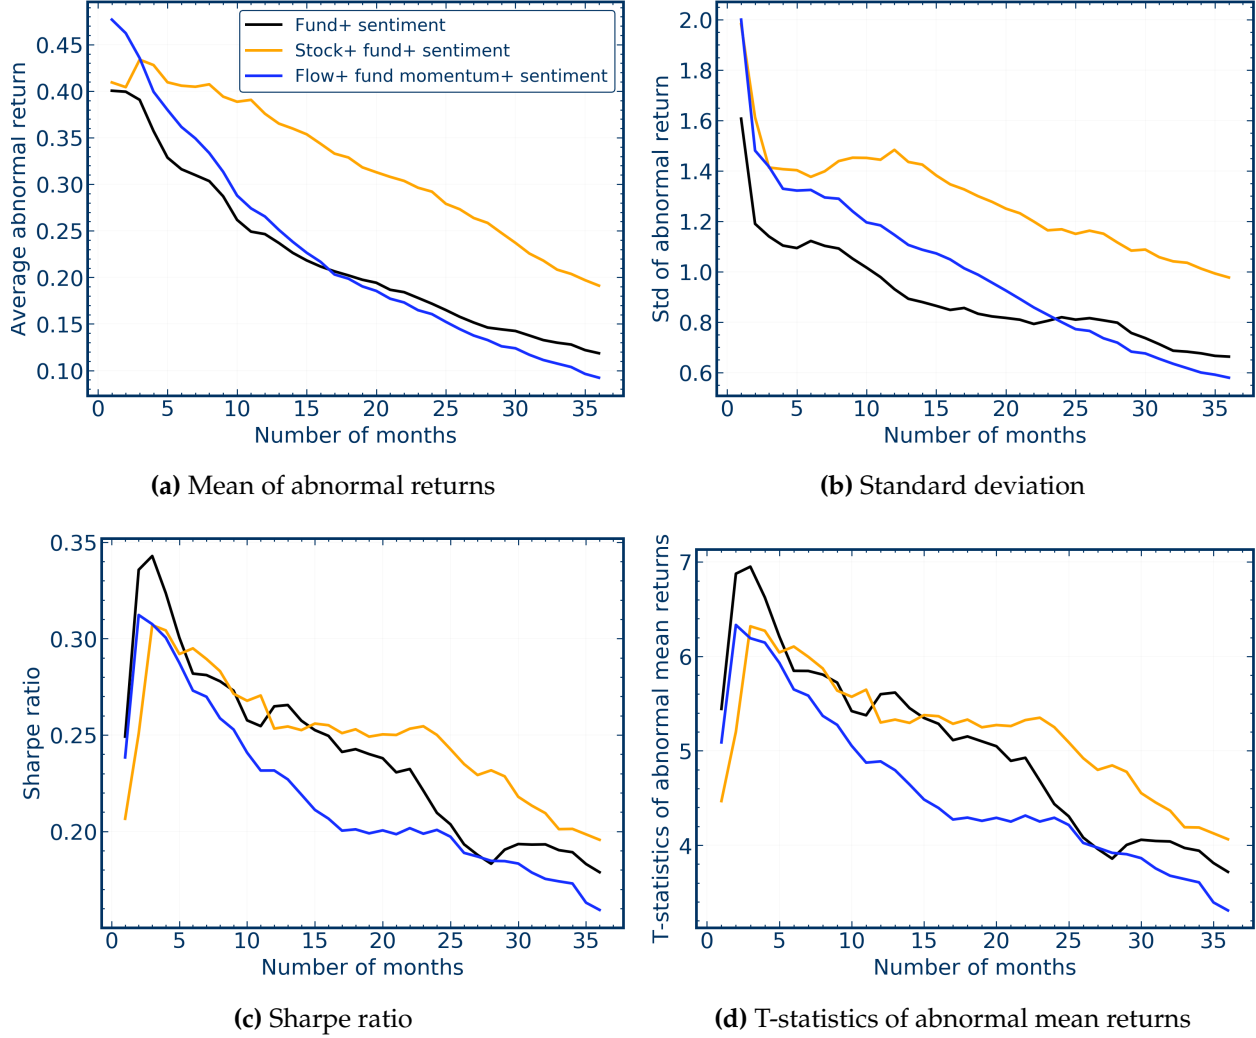 Average abnormal return
0.45
0.40
0.35
0.30
0.25
0.20
0.15
0.10
Fund+ sentiment
Stock+ fund+ sentiment
Flow+ fund momentum+ sentiment
0 5 10 15 20 25 30 35
Number of months
(a) Mean of abnormal returns
Std of abnormal return
2.0
1.8
1.6
1.4
1.2
1.0
0.8
0.6
0 5 10 15 20 25 30 35
Number of months
(b) Standard deviation
Sharpe ratio
0.35
0.30
0.25
0.20
0 5 10 15 20 25 30 35
Number of months
(c) Sharpe ratio
T-statistics of abnormal mean returns
7
6
5
4
0 5 10 15 20 25 30 35
Number of months
(d) T-statistics of abnormal mean returns